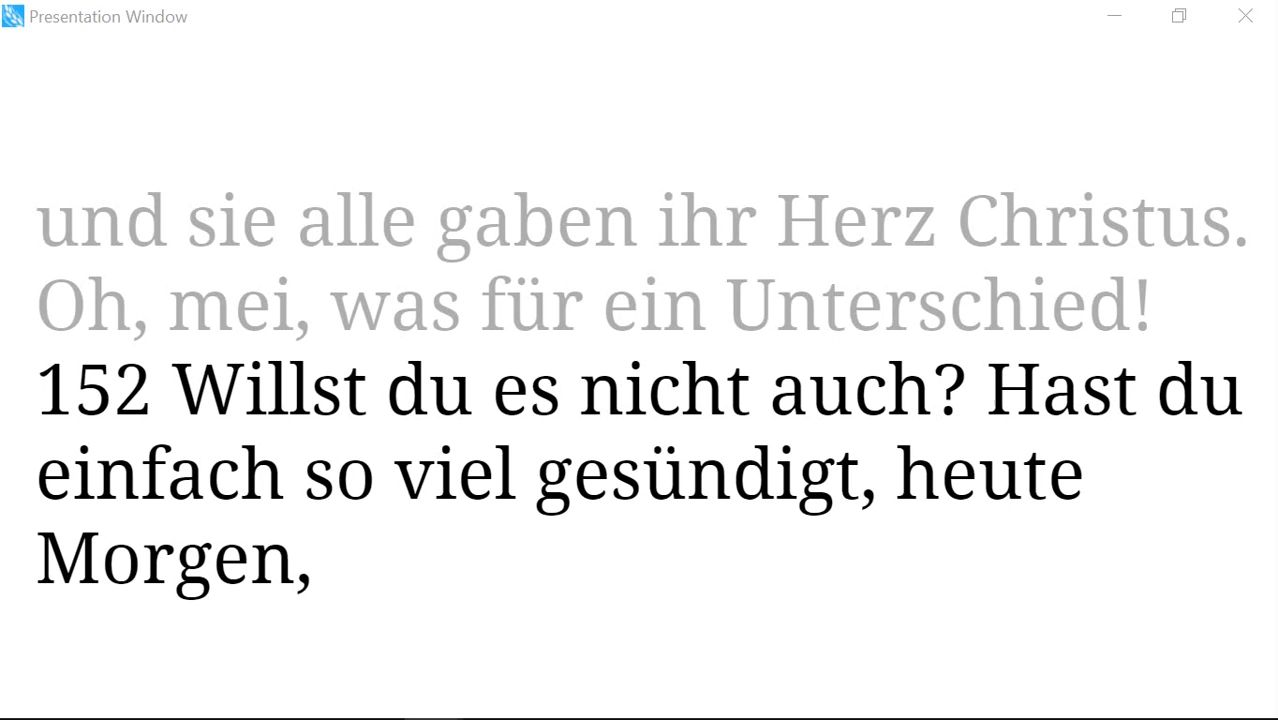 Presentation Window
und sie alle gaben ihr Herz Christus.
Oh, mei, was für ein Unterschied!
152 Willst du es nicht auch? Hast du
einfach so viel gesündigt, heute
Morgen,